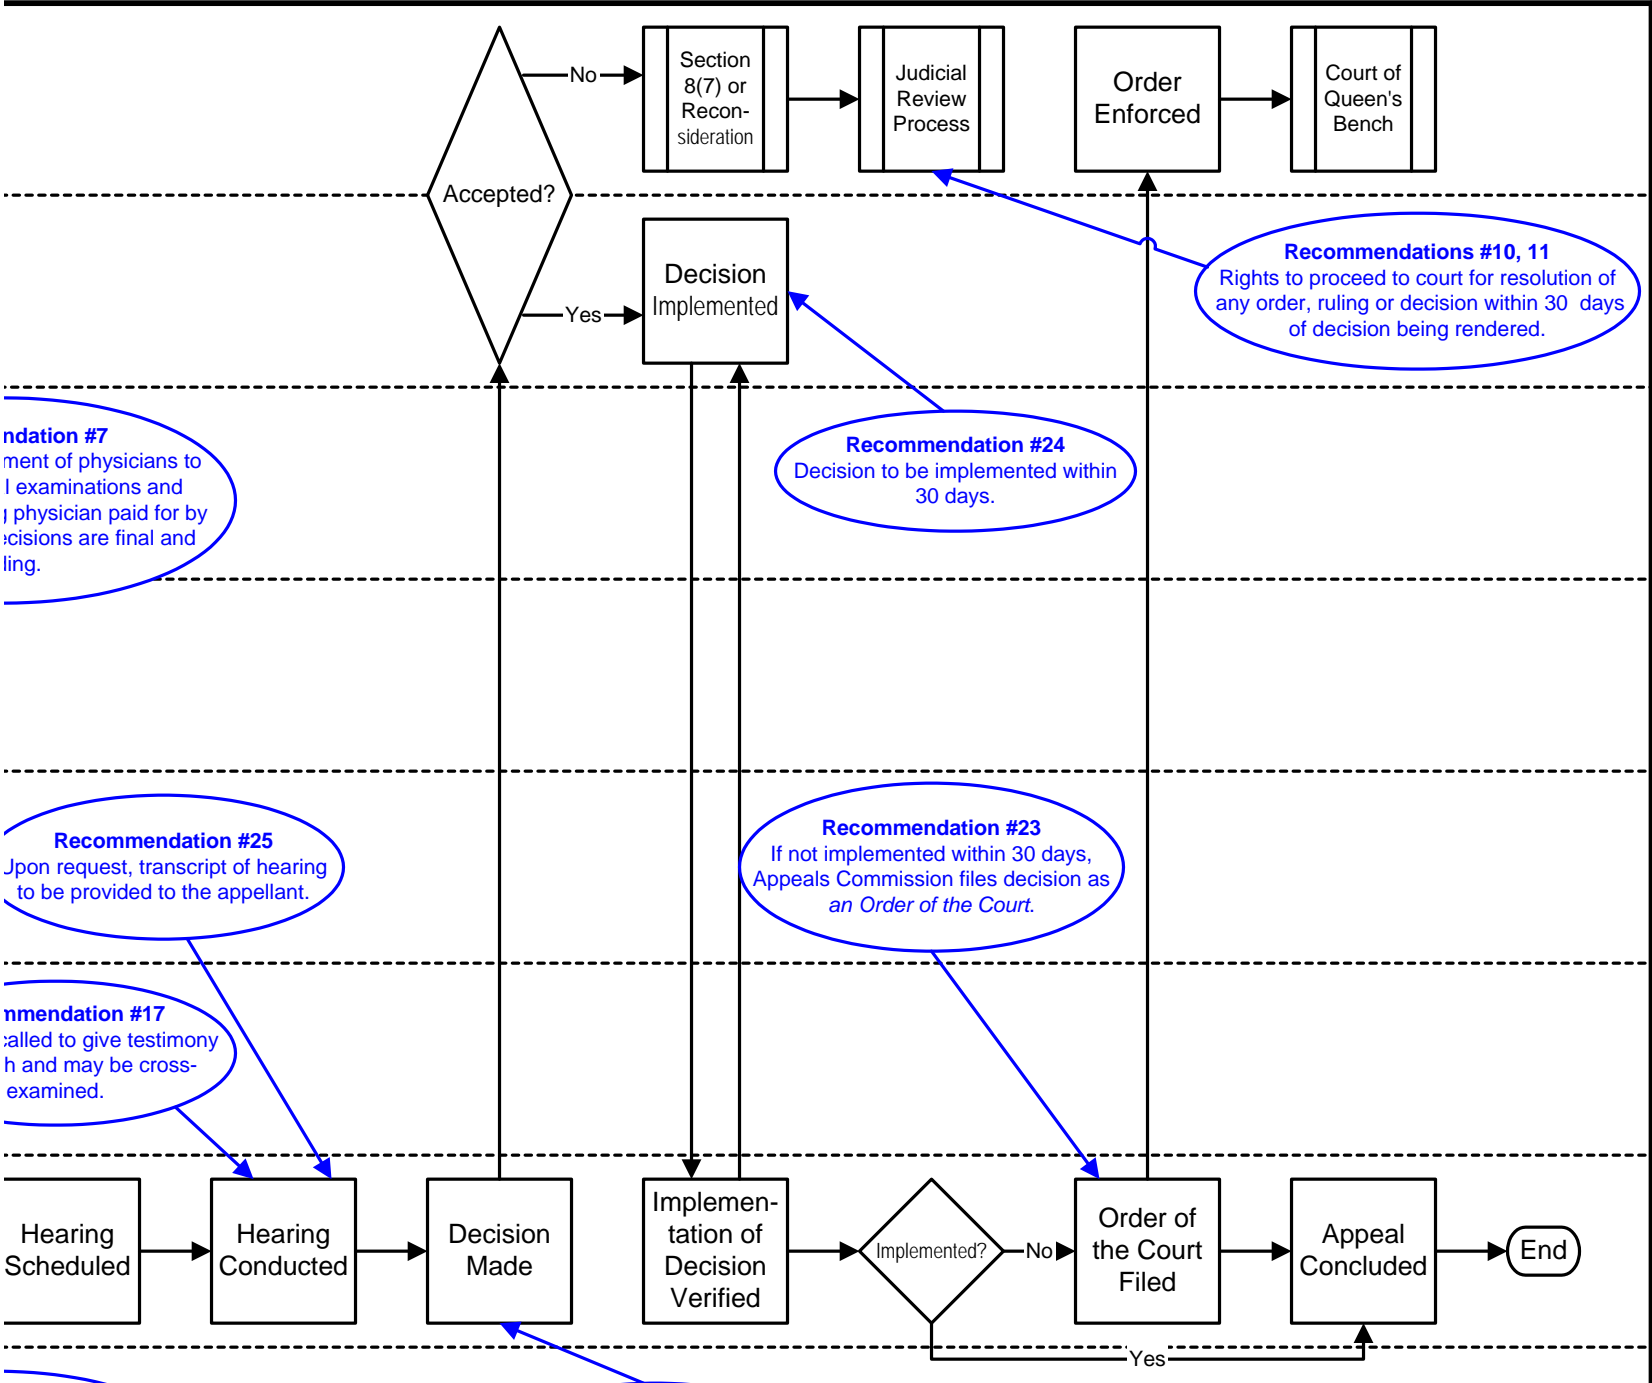 No
Section
8(7) or
Recon-
sideration
Judicial
Review
Process
Order
Enforced
Court of
Queen's
Bench
Accepted?
Yes
Decision
Implemented
Recommendations #10, 11
Rights to proceed to court for resolution of
any order, ruling or decision within 30 days
of decision being rendered.
ndation #7
ment of physicians to
l examinations and
g physician paid for by
ecisions are final and
ding.
Recommendation #24
Decision to be implemented within
30 days.
Recommendation #25
Upon request, transcript of hearing
to be provided to the appellant.
Recommendation #23
If not implemented within 30 days,
Appeals Commission files decision as
an Order of the Court.
mmendation #17
called to give testimony
h and may be cross-
examined.
Hearing
Scheduled
Hearing
Conducted
Decision
Made
Implemen-
tation of
Decision
Verified
Implemented?
No
Order of
the Court
Filed
Appeal
Concluded
End
Yes